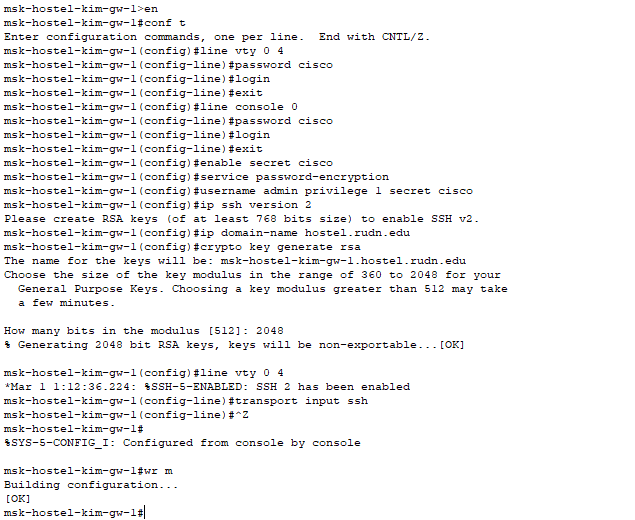 msk-hostel-kim-gw-1>en
msk-hostel-kim-gw-1#conf t
Enter configuration commands, one per line.  End with CNTL/Z.
msk-hostel-kim-gw-1(config)#line vty 0 4
msk-hostel-kim-gw-1(config-line)#password cisco
msk-hostel-kim-gw-1(config-line)#login
msk-hostel-kim-gw-1(config-line)#exit
msk-hostel-kim-gw-1(config)#line console 0
msk-hostel-kim-gw-1(config-line)#password cisco
msk-hostel-kim-gw-1(config-line)#login
msk-hostel-kim-gw-1(config-line)#exit
msk-hostel-kim-gw-1(config)#enable secret cisco
msk-hostel-kim-gw-1(config)#service password-encryption
msk-hostel-kim-gw-1(config)#username admin privilege 1 secret cisco
msk-hostel-kim-gw-1(config)#ip ssh version 2
Please create RSA keys (of at least 768 bits size) to enable SSH v2.
msk-hostel-kim-gw-1(config)#ip domain-name hostel.rudn.edu
msk-hostel-kim-gw-1(config)#crypto key generate rsa
The name for the keys will be: msk-hostel-kim-gw-1.hostel.rudn.edu
Choose the size of the key modulus in the range of 360 to 2048 for your
  General Purpose Keys. Choosing a key modulus greater than 512 may take
  a few minutes.

How many bits in the modulus [512]: 2048
% Generating 2048 bit RSA keys, keys will be non-exportable...[OK]

msk-hostel-kim-gw-1(config)#line vty 0 4
*Mar 1 1:12:36.224: %SSH-5-ENABLED: SSH 2 has been enabled
msk-hostel-kim-gw-1(config-line)#transport input ssh
msk-hostel-kim-gw-1(config-line)#^Z
msk-hostel-kim-gw-1#
%SYS-5-CONFIG_I: Configured from console by console

msk-hostel-kim-gw-1#wr m
Building configuration...
[OK]
msk-hostel-kim-gw-1#